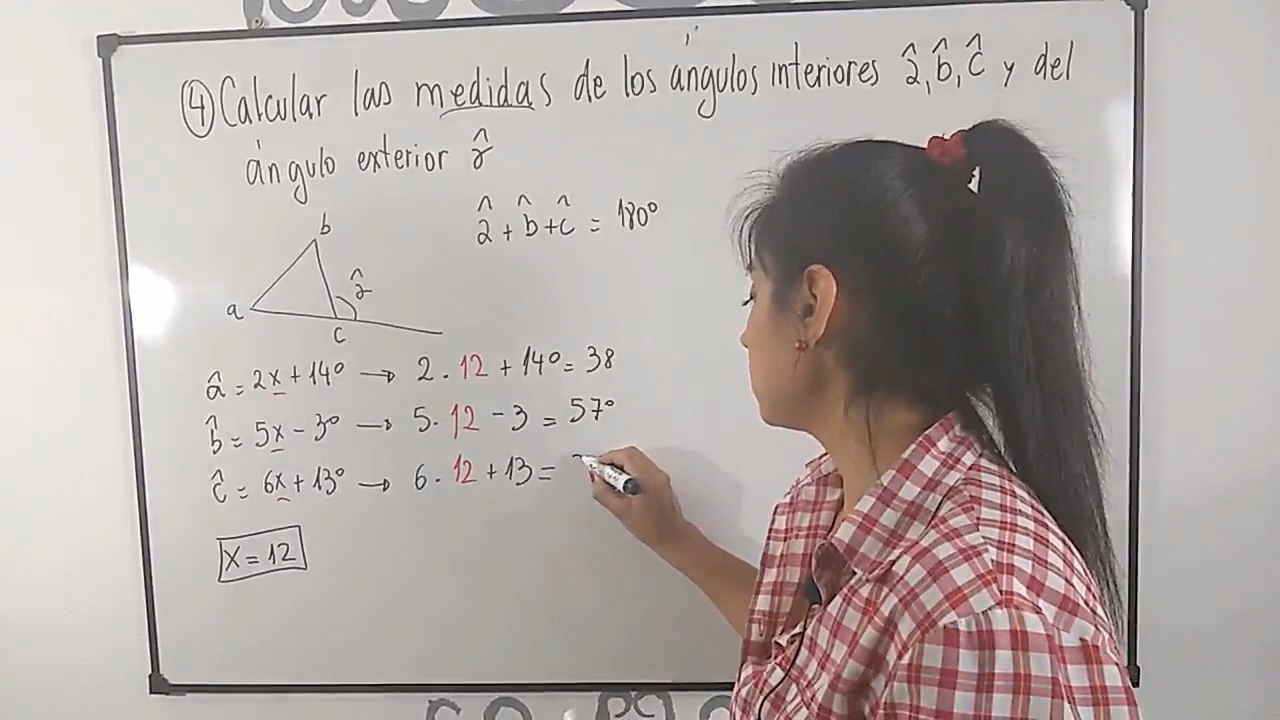 ④ Calcular las medidas de los ángulos interiores â, b̂, ĉ y del
ángulo exterior r̂
â + b̂ + ĉ = 180°
b
r̂
a
c
â = 2x + 14° → 2 . 12 + 14° = 38
b̂ = 5x - 3° → 5. 12 - 3 = 57°
ĉ = 6x + 13° → 6 . 12 + 13 =
x = 12